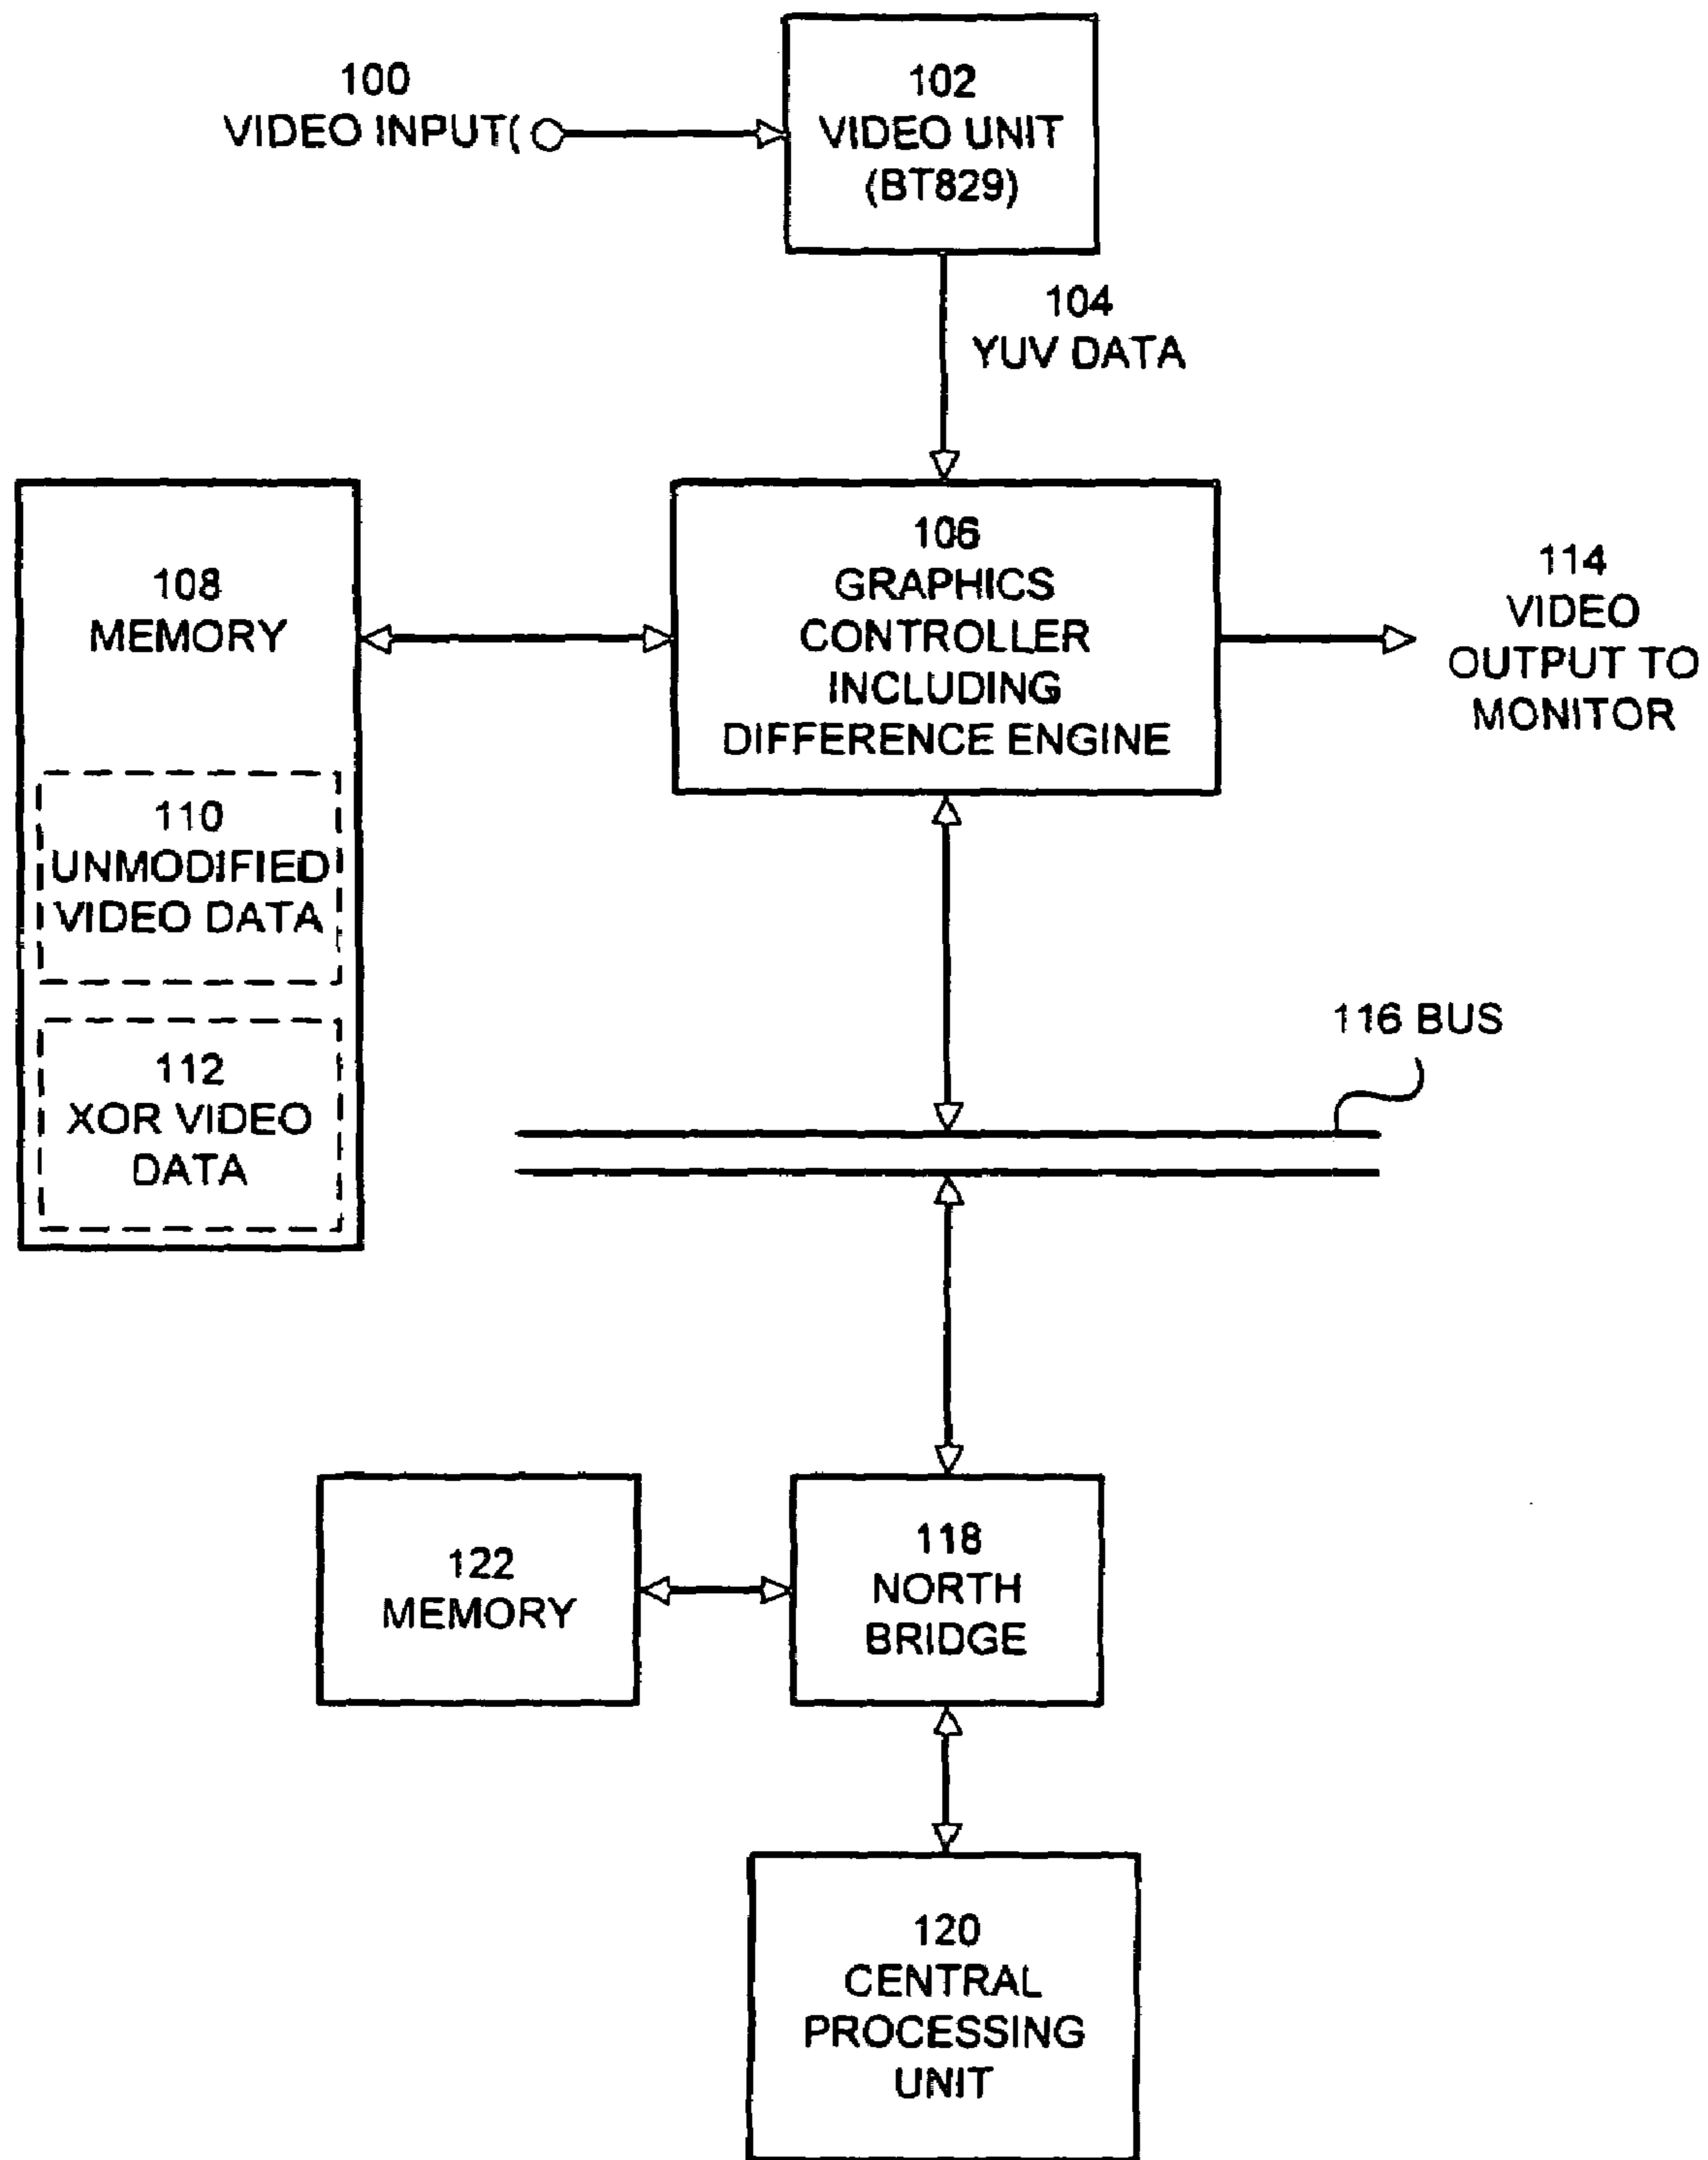 100
VIDEO INPUT(
102
VIDEO UNIT
(BT829)
104
YUV DATA
106
GRAPHICS
CONTROLLER
INCLUDING
DIFFERENCE ENGINE
108
MEMORY
110
UNMODIFIED
VIDEO DATA
112
XOR VIDEO
DATA
114
VIDEO
OUTPUT TO
MONITOR
116 BUS
118
NORTH
BRIDGE
122
MEMORY
120
CENTRAL
PROCESSING
UNIT